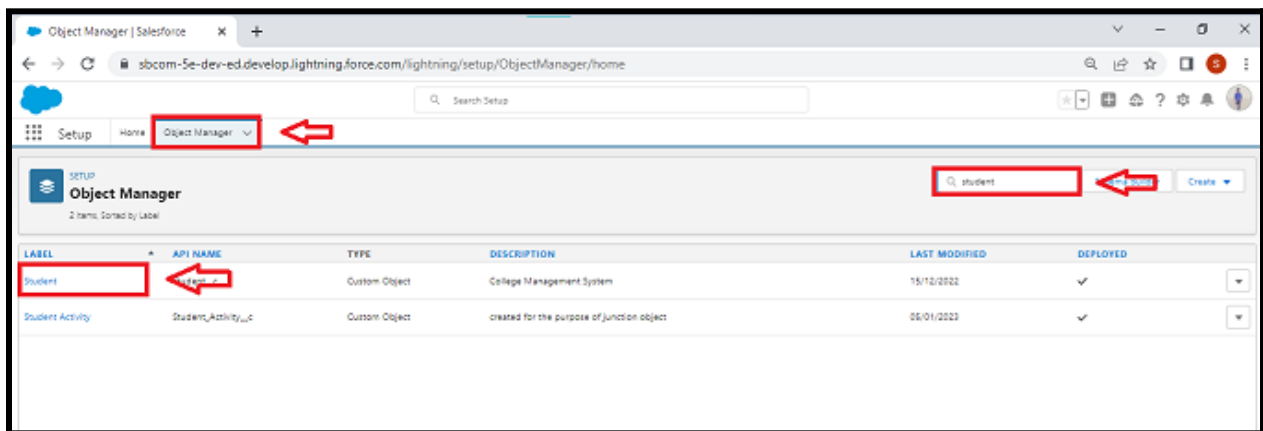 Object Manager | Salesforce
sbcom-5e-dev-ed.develop.lightning.force.com/lightning/setup/ObjectManager/home
S
Search Setup
Setup Home Object Manager
SETUP
Object Manager
2 items, Sorted by Label
student
Create
LABEL API NAME TYPE DESCRIPTION LAST MODIFIED DEPLOYED
Student Custom Object College Management System 15/12/2022
Student Activity Student_Activity__c Custom Object created for the purpose of junction object 05/01/2023